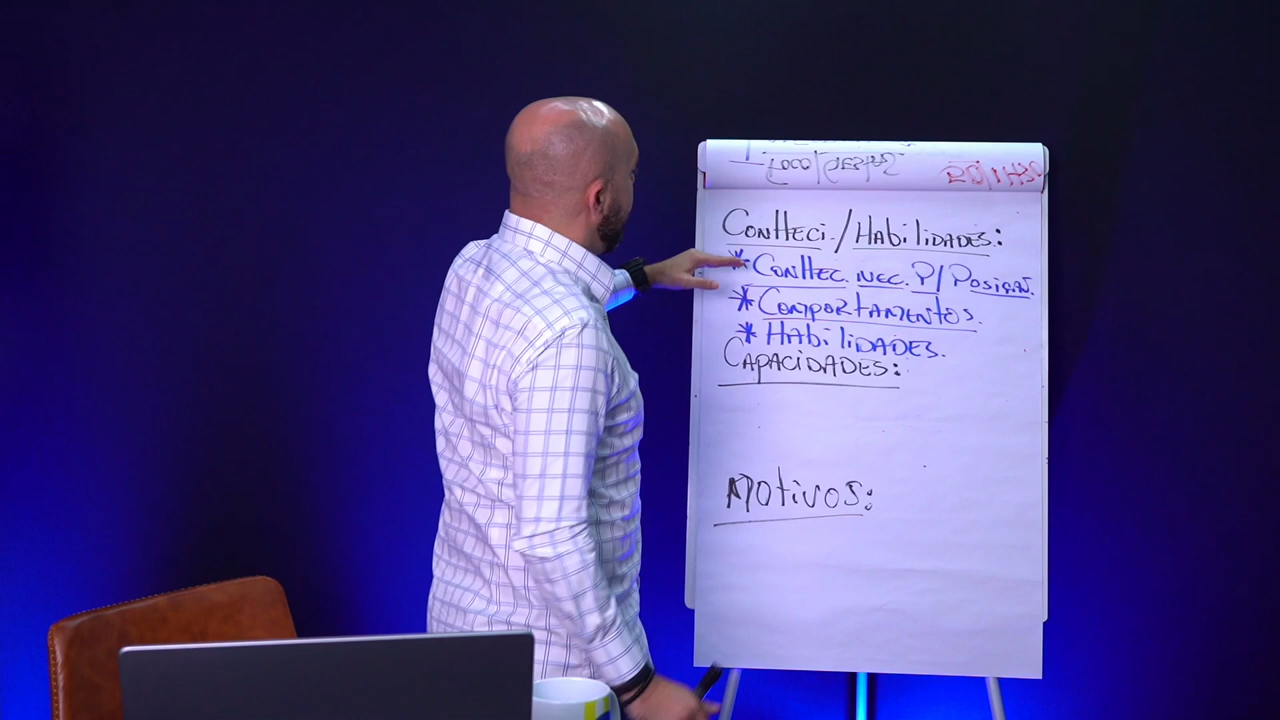 Conheci./Habilidades:
* Conhec. nec. p/ Posição.
* Comportamentos.
* Habilidades.
Capacidades:
Motivos: